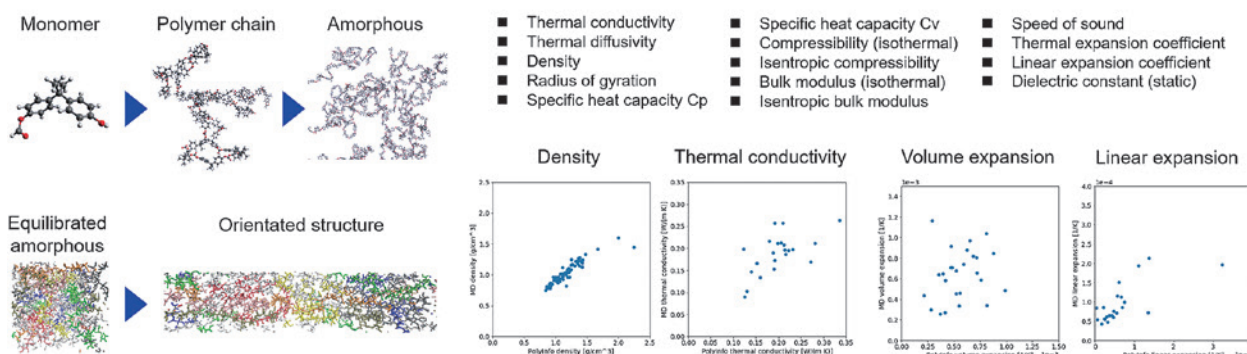 Monomer
Polymer chain
Amorphous
Equilibrated
amorphous
Orientated structure
■ Thermal conductivity
■ Thermal diffusivity
■ Density
■ Radius of gyration
■ Specific heat capacity Cp
■ Specific heat capacity Cv
■ Compressibility (isothermal)
■ Isentropic compressibility
■ Bulk modulus (isothermal)
■ Isentropic bulk modulus
■ Speed of sound
■ Thermal expansion coefficient
■ Linear expansion coefficient
■ Dielectric constant (static)
Density
2.5
2.0
1.5
1.0
0.5
0.0
MD density [g/cm^3]
0.0 0.5 1.0 1.5 2.0 2.5
PolyInfo density [g/cm^3]
Thermal conductivity
0.35
0.30
0.25
0.20
0.15
0.10
0.05
0.00
MD thermal conductivity [W/(m·K)]
0.00 0.05 0.10 0.15 0.20 0.25 0.30 0.35
PolyInfo thermal conductivity [W/(m·K)]
Volume expansion
1.4
1.2
1.0
0.8
0.6
0.4
0.2
0.0
MD volume expansion [1/K]
0.00 0.25 0.50 0.75 1.00 1.25 1.50
Linear expansion
4.0
3.5
3.0
2.5
2.0
1.5
1.0
0.5
0.0
MD linear expansion [1/K]
0 1 2 3